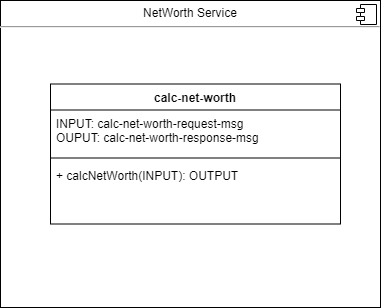 NetWorth Service
calc-net-worth
INPUT: calc-net-worth-request-msg
OUPUT: calc-net-worth-response-msg
+ calcNetWorth(INPUT): OUTPUT